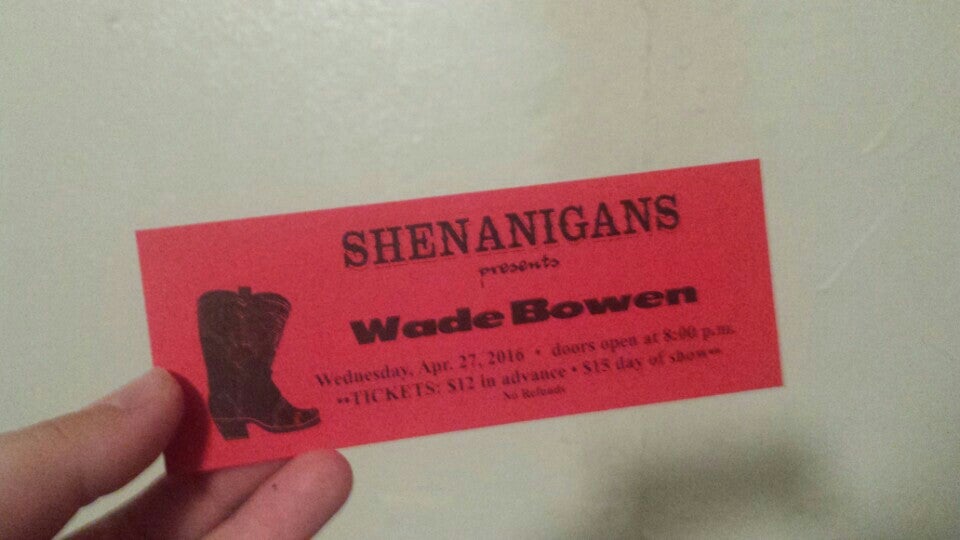 SHENANIGANS
presents
Wade Bowen
Wednesday, Apr. 27, 2016 • doors open at 8:00 p.m.
**TICKETS: $12 in advance • $15 day of show**
No Refunds